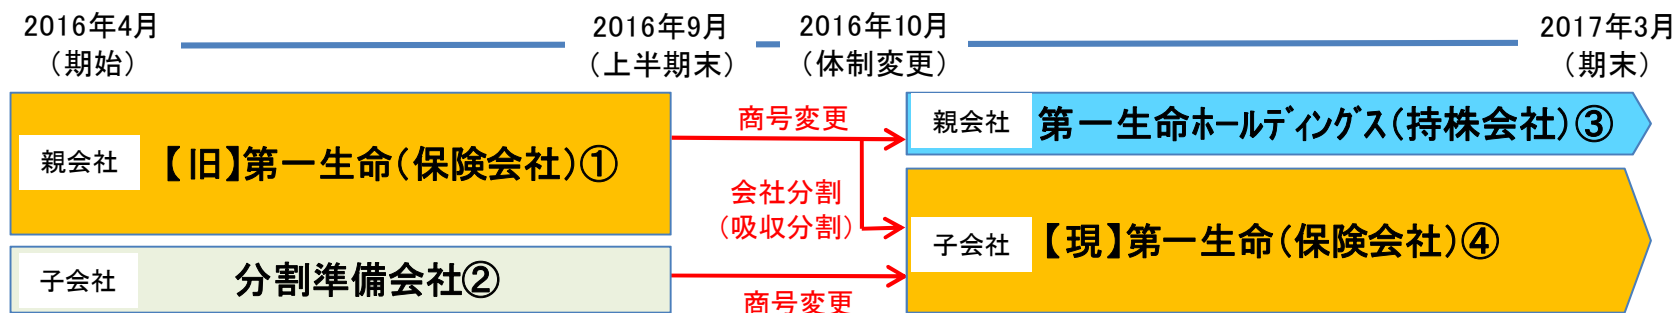 2016年4月
(期始)
2016年9月
(上半期末)
2016年10月
(体制変更)
2017年3月
(期末)
親会社
【旧】第一生命(保険会社)①
商号変更
親会社
第一生命ホールディングス(持株会社)③
会社分割
(吸収分割)
子会社
【現】第一生命(保険会社)④
子会社
分割準備会社②
商号変更